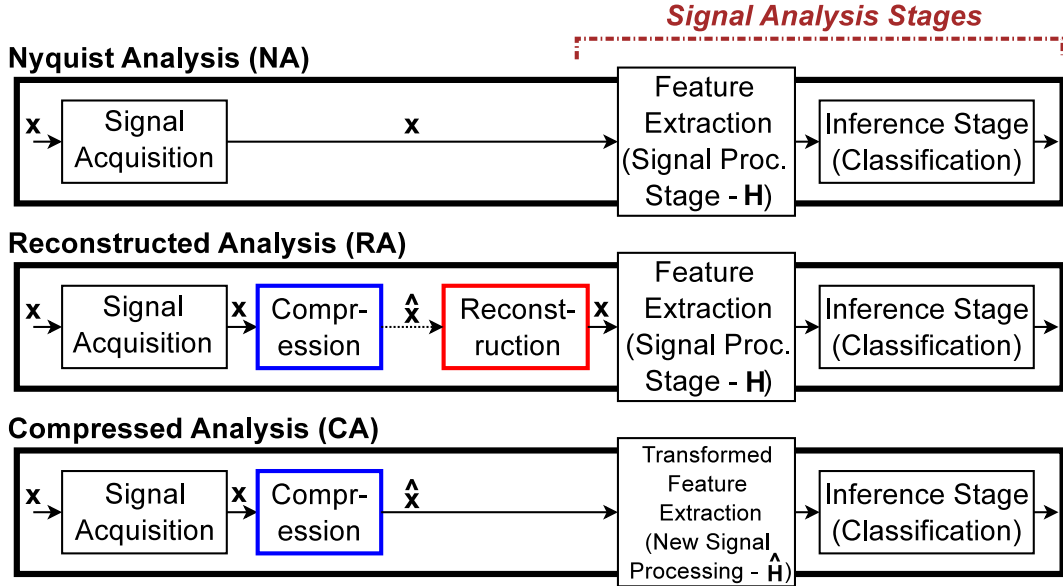 Signal Analysis Stages
Nyquist Analysis (NA)
x
Signal
Acquisition
x
Feature
Extraction
(Signal Proc.
Stage - H)
Inference Stage
(Classification)
Reconstructed Analysis (RA)
x
Signal
Acquisition
x
Compr-
ession
x̂
Reconst-
ruction
x
Feature
Extraction
(Signal Proc.
Stage - H)
Inference Stage
(Classification)
Compressed Analysis (CA)
x
Signal
Acquisition
x
Compr-
ession
x̂
Transformed
Feature
Extraction
(New Signal
Processing - Ĥ)
Inference Stage
(Classification)